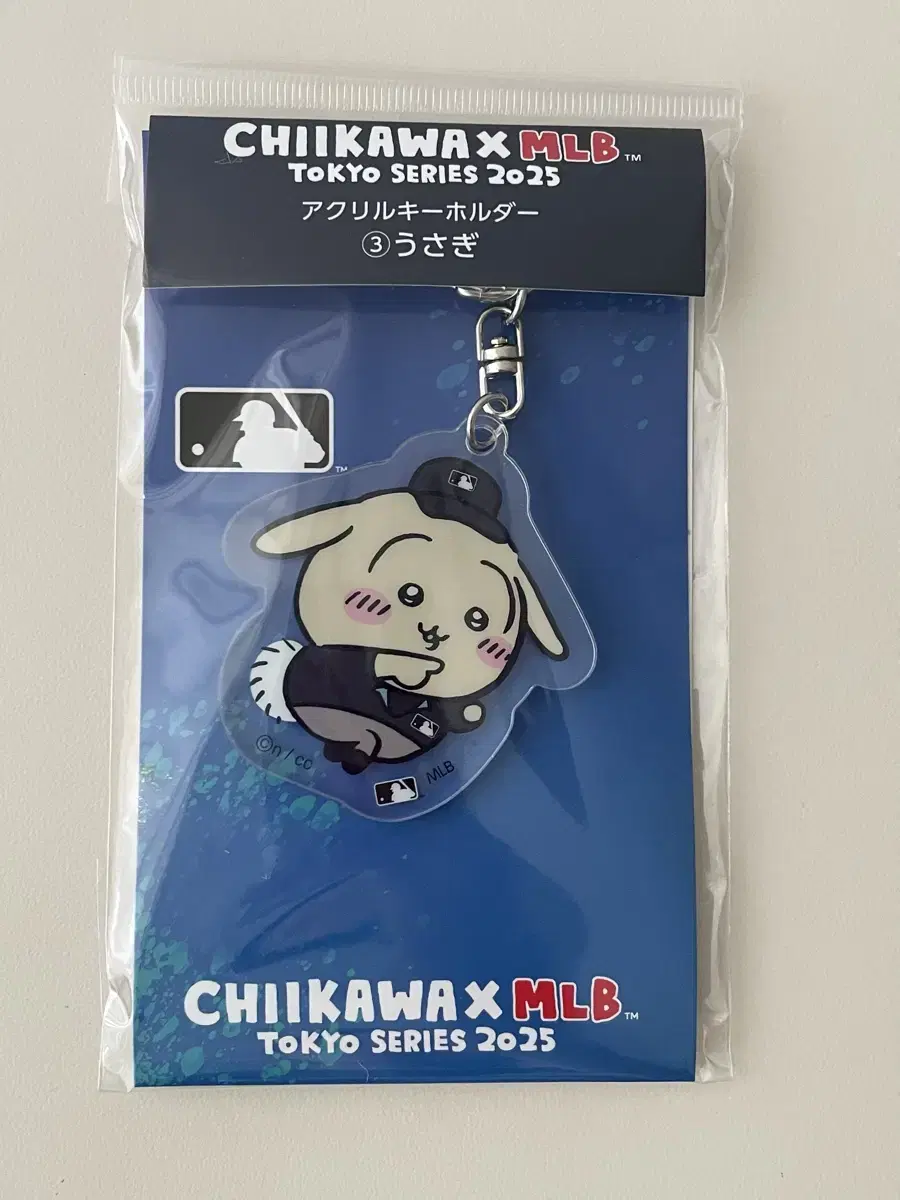 CHIIKAWA X MLB™
TOKYO SERIES 2025
アクリルキーホルダー
③うさぎ
TM
©n / cc
MLB
CHIIKAWA X MLB™
TOKYO SERIES 2025